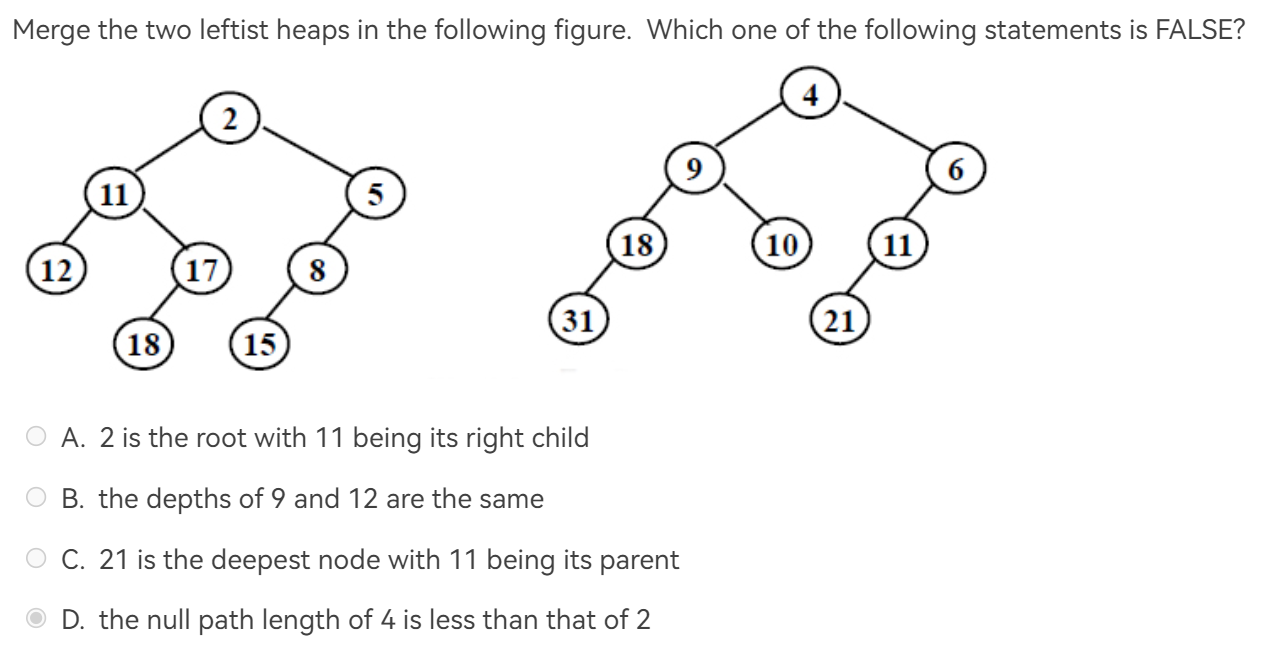 Merge the two leftist heaps in the following figure. Which one of the following statements is FALSE?
2 4
11 5 9 6
12 17 8 18 10 11
18 15 31 21
A. 2 is the root with 11 being its right child
B. the depths of 9 and 12 are the same
C. 21 is the deepest node with 11 being its parent
D. the null path length of 4 is less than that of 2